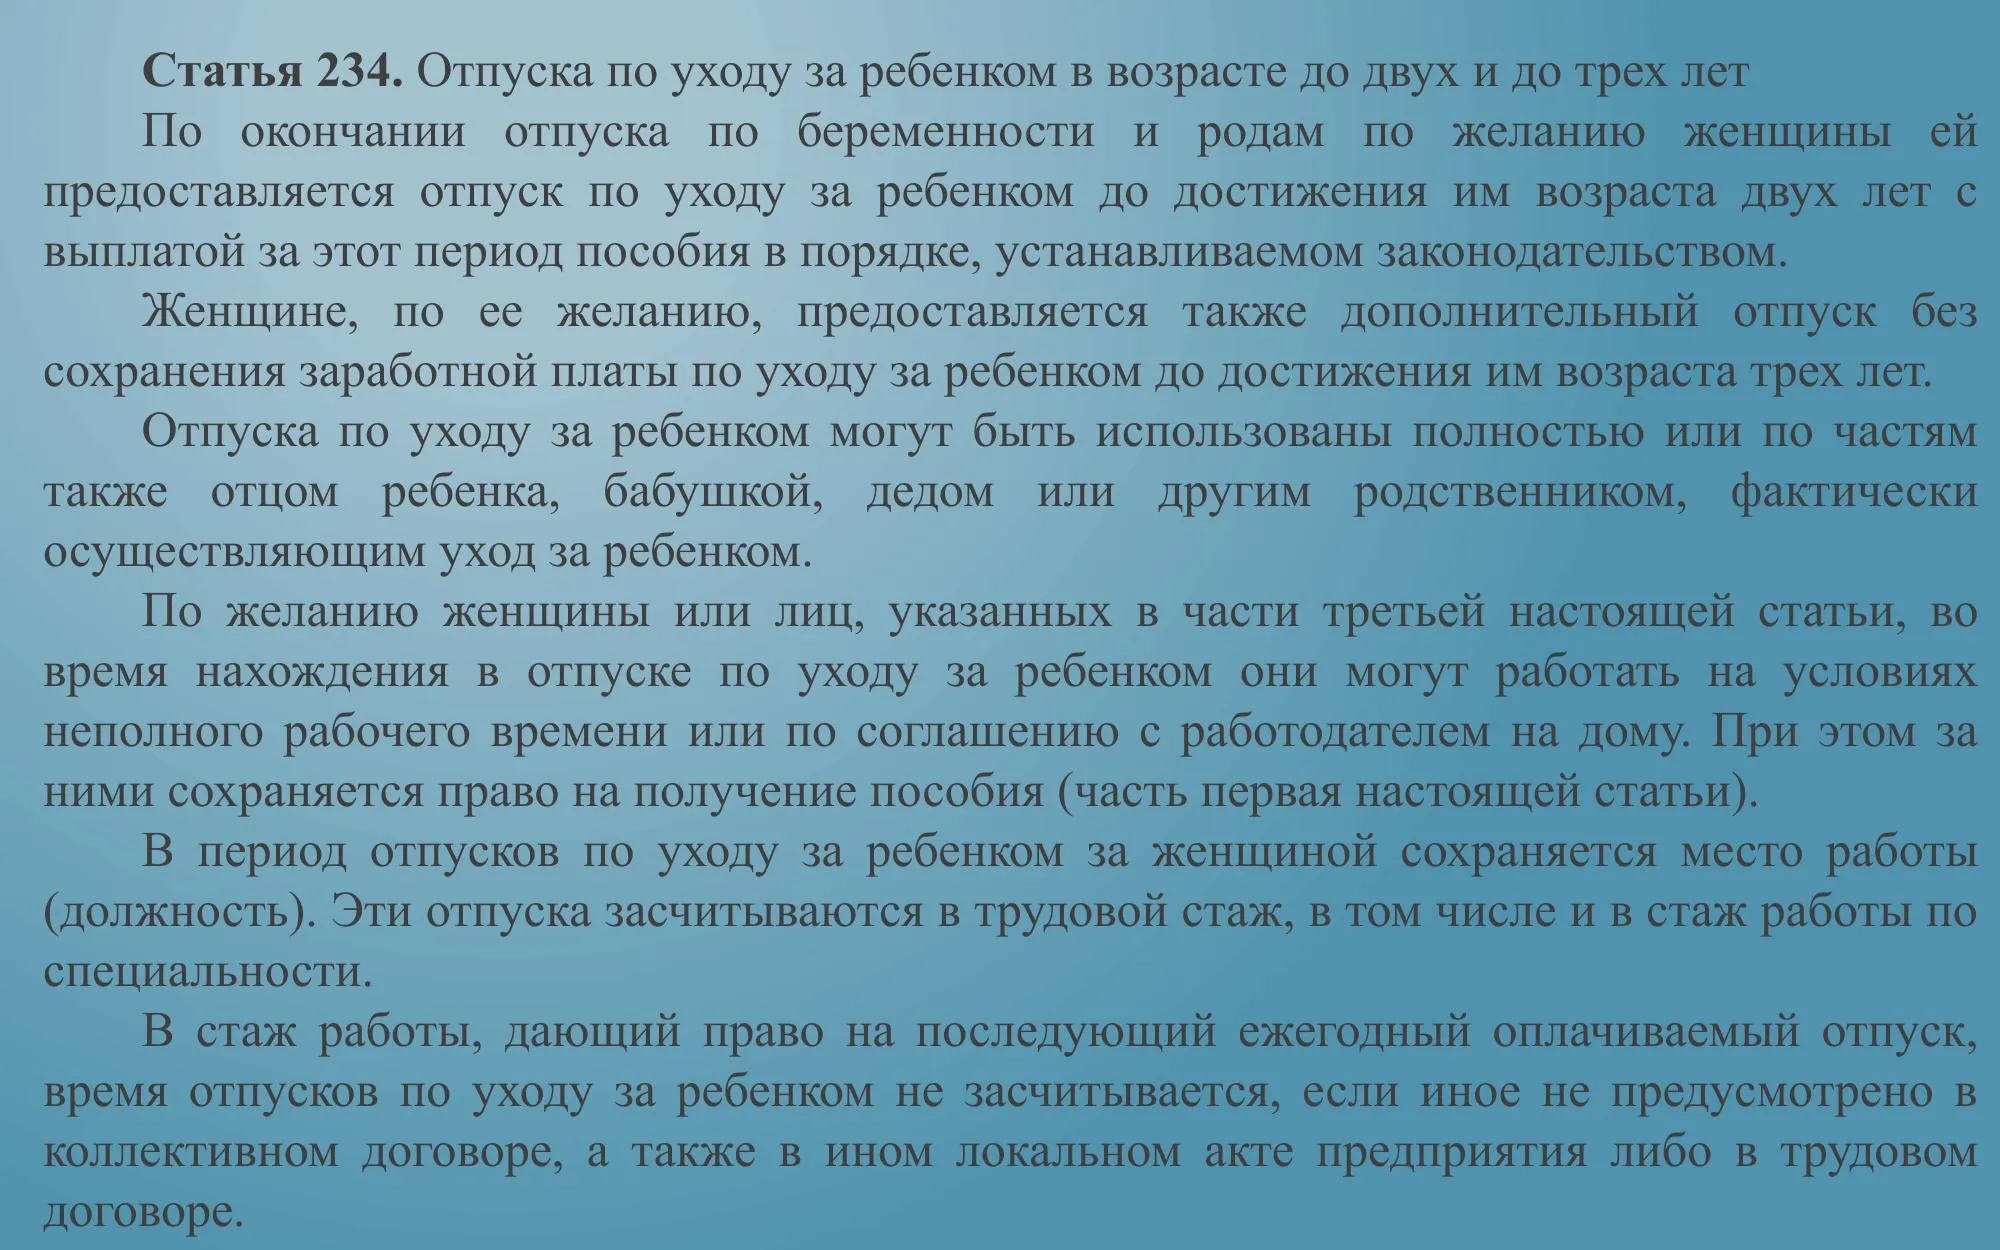 Статья 234. Отпуска по уходу за ребенком в возрасте до двух и до трех лет
По окончании отпуска по беременности и родам по желанию женщины ей
предоставляется отпуск по уходу за ребенком до достижения им возраста двух лет с
выплатой за этот период пособия в порядке, устанавливаемом законодательством.
Женщине, по ее желанию, предоставляется также дополнительный отпуск без
сохранения заработной платы по уходу за ребенком до достижения им возраста трех лет.
Отпуска по уходу за ребенком могут быть использованы полностью или по частям
также отцом ребенка, бабушкой, дедом или другим родственником, фактически
осуществляющим уход за ребенком.
По желанию женщины или лиц, указанных в части третьей настоящей статьи, во
время нахождения в отпуске по уходу за ребенком они могут работать на условиях
неполного рабочего времени или по соглашению с работодателем на дому. При этом за
ними сохраняется право на получение пособия (часть первая настоящей статьи).
В период отпусков по уходу за ребенком за женщиной сохраняется место работы
(должность). Эти отпуска засчитываются в трудовой стаж, в том числе и в стаж работы по
специальности.
В стаж работы, дающий право на последующий ежегодный оплачиваемый отпуск,
время отпусков по уходу за ребенком не засчитывается, если иное не предусмотрено в
коллективном договоре, а также в ином локальном акте предприятия либо в трудовом
договоре.